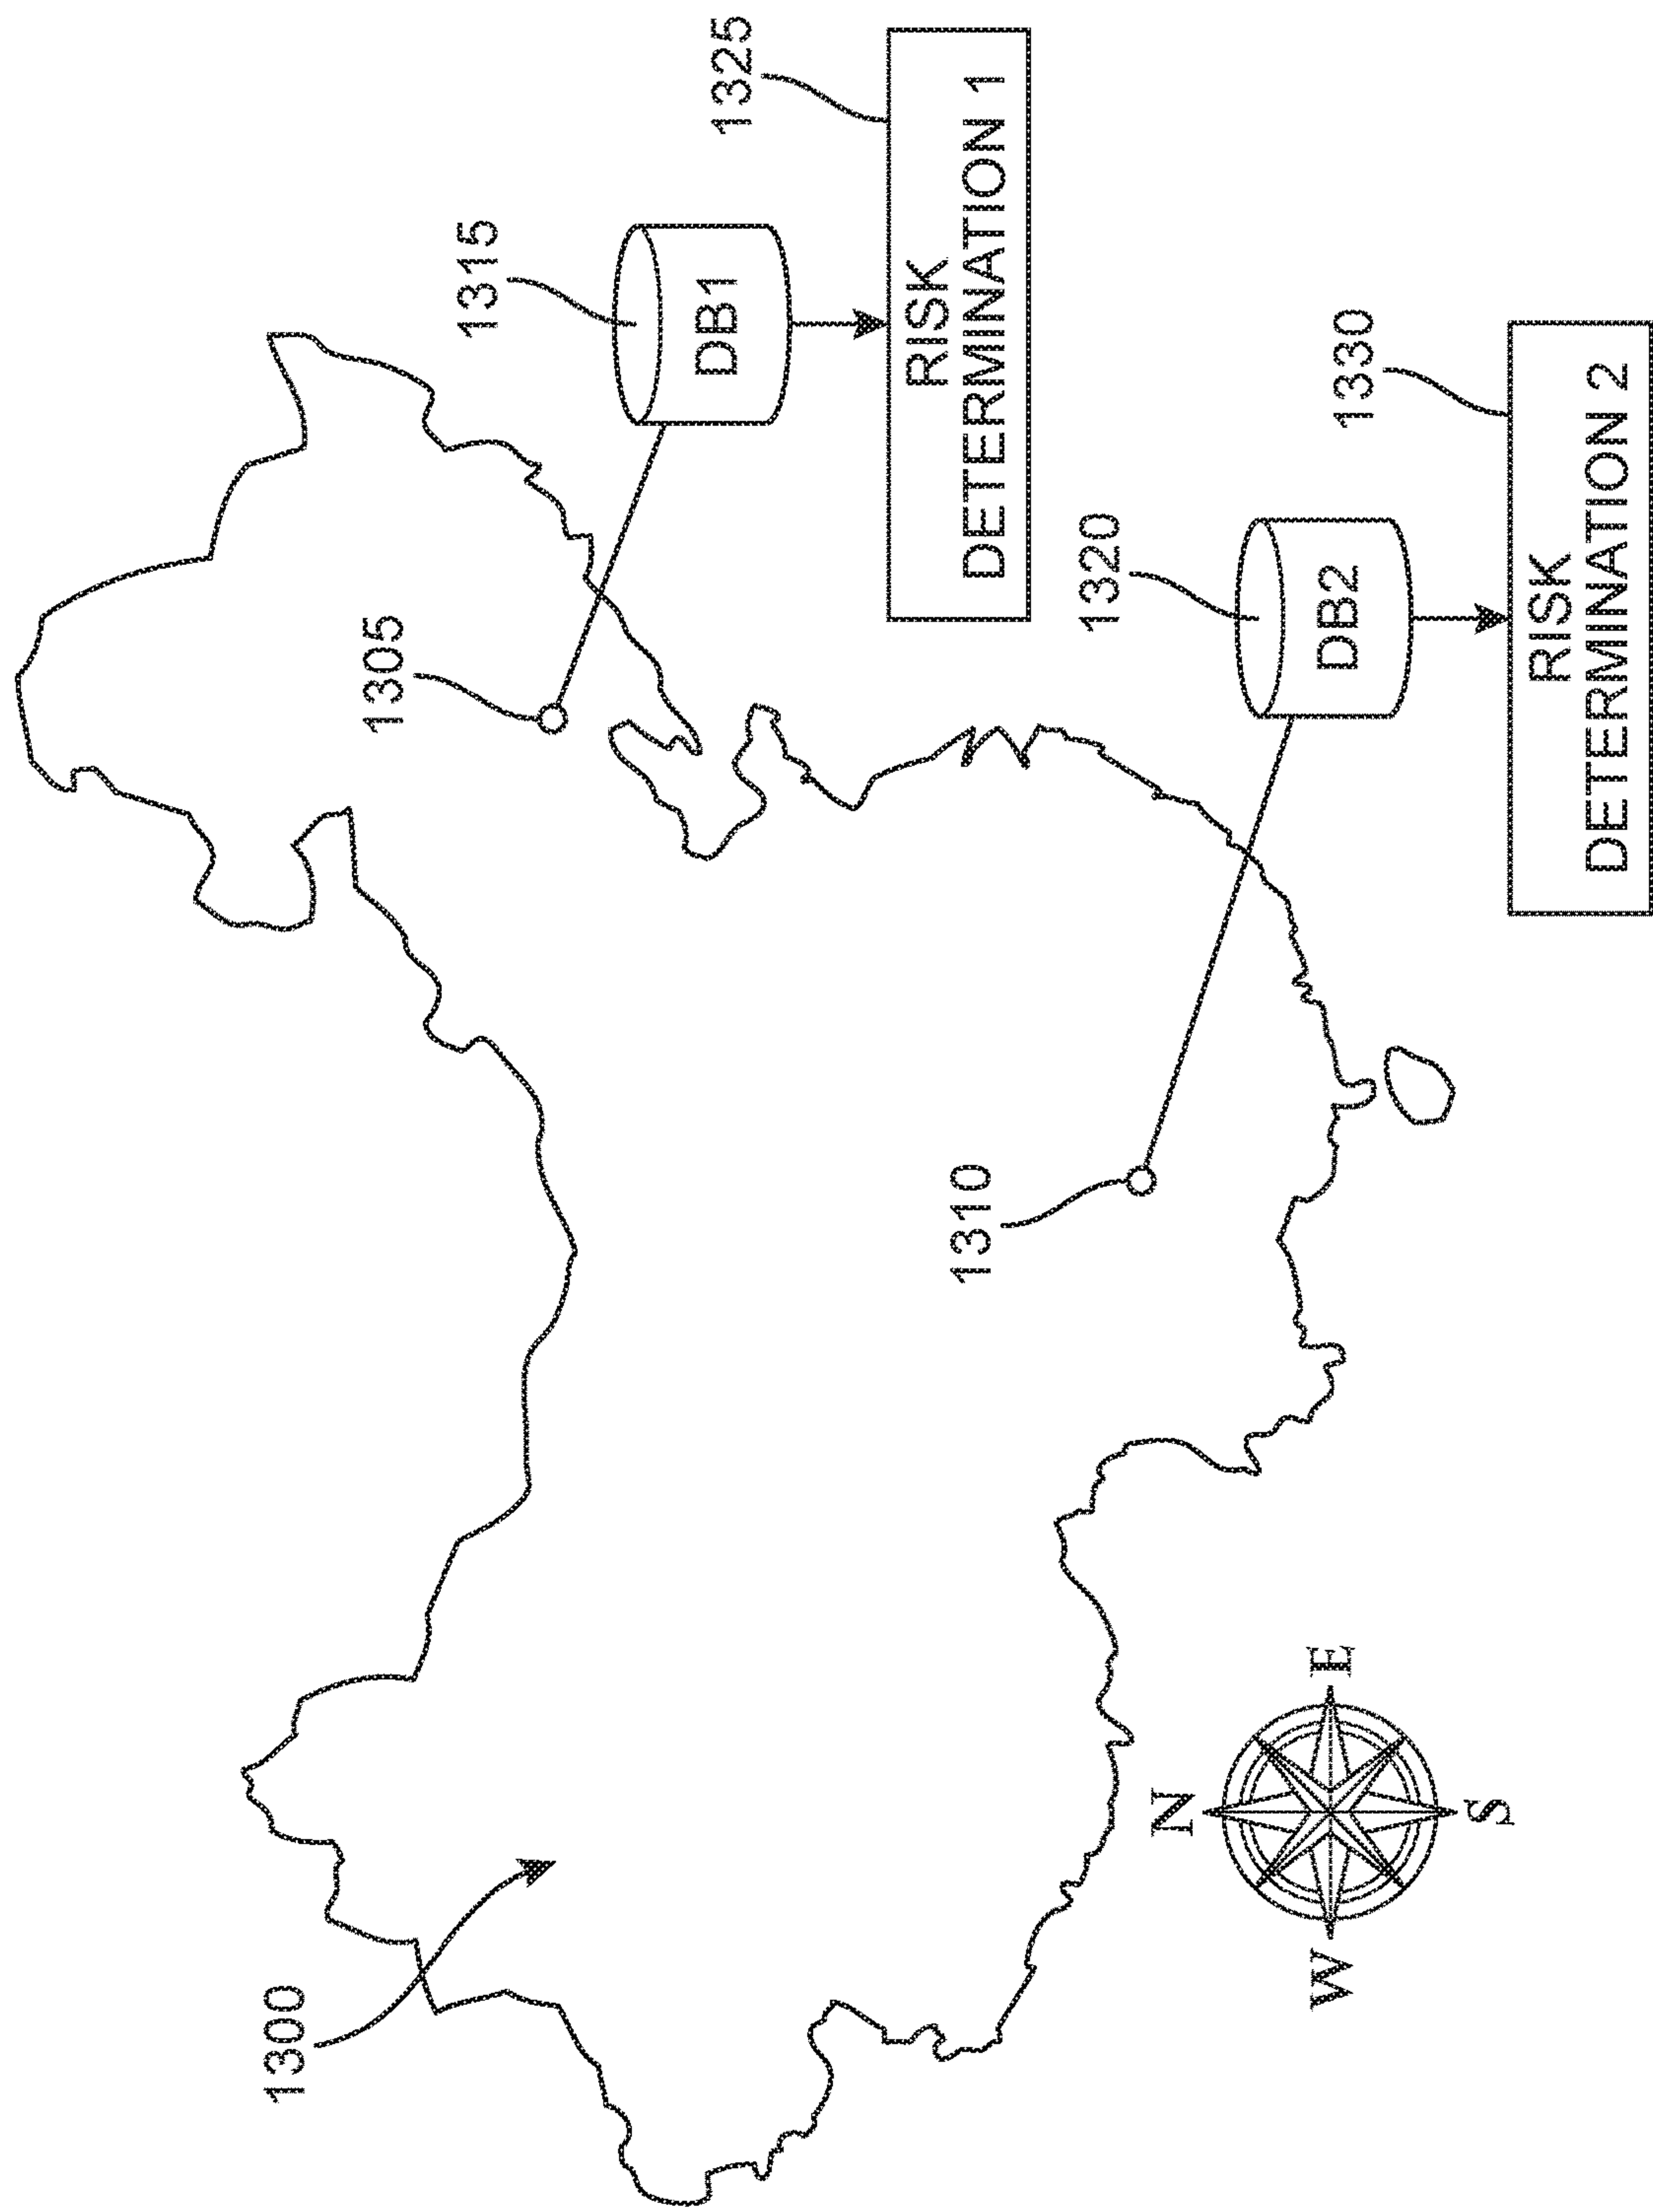 1300
1305
1310
1315
DB1
1325
RISK
DETERMINATION 1
1320
DB2
1330
RISK
DETERMINATION 2
N
W
E
S